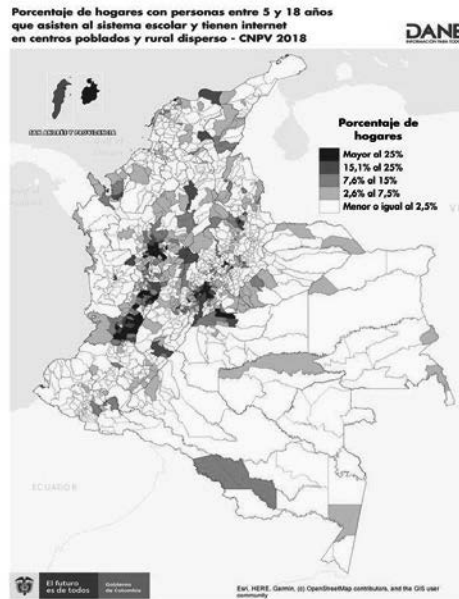 Porcentaje de hogares con personas entre 5 y 18 años
que asisten al sistema escolar y tienen internet
en centros poblados y rural disperso - CNPV 2018
DANE
INFORMACIÓN PARA TODOS
SAN ANDRÉS Y PROVIDENCIA
Porcentaje de
hogares
Mayor al 25%
15,1% al 25%
7,6% al 15%
2,6% al 7,5%
Menor o igual al 2,5%
ECUADOR
El futuro
es de todos
Gobierno
de Colombia
Esri, HERE, Garmin, (c) OpenStreetMap contributors, and the GIS user
community